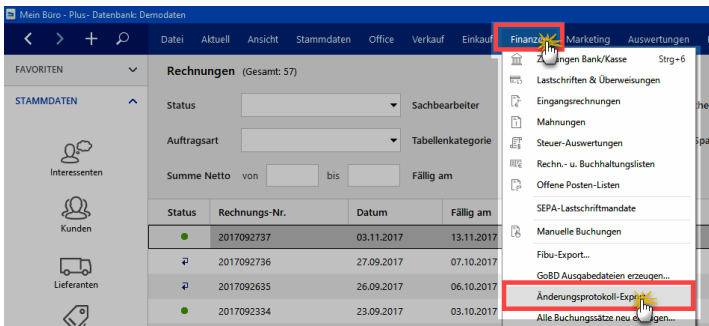 Mein Büro - Plus- Datenbank: Demodaten
Datei Aktuell Ansicht Stammdaten Office Verkauf Einkauf Marketing Auswertungen
FAVORITEN
STAMMDATEN
Interessenten
Kunden
Lieferanten
Rechnungen (Gesamt: 57)
Status Sachbearbeiter
Auftragsart Tabellenkategorie
Summe Netto von bis Fällig am
Status Rechnungs-Nr. Datum Fällig am
2017092737 03.11.2017 13.11.2017
2017092736 27.09.2017 07.10.2017
2017092635 26.09.2017 06.10.2017
2017092334 23.09.2017 03.10.2017
Bank/Kasse Strg+6
Lastschriften & Überweisungen
Eingangsrechnungen
Mahnungen
Steuer-Auswertungen
Rechn.- u. Buchhaltungslisten
Offene Posten-Listen
SEPA-Lastschriftmandate
Manuelle Buchungen
Fibu-Export...
GoBD Ausgabedateien erzeugen...
Änderungsprotokoll-Export
Alle Buchungssätze neu